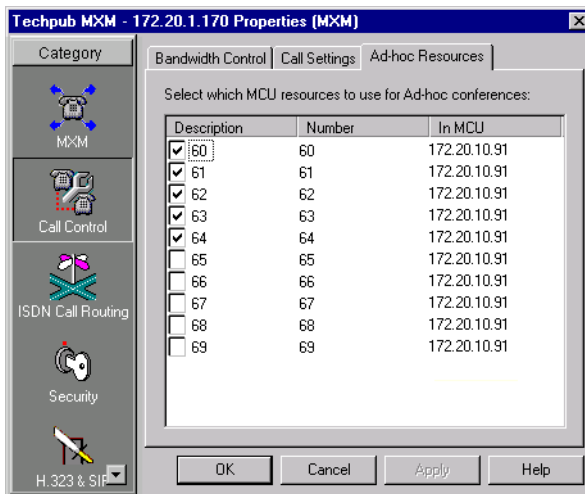 Techpub MXM - 172.20.1.170 Properties (MXM)
Category
Bandwidth Control Call Settings Ad-hoc Resources
MXM
Call Control
ISDN Call Routing
Security
H.323 & SIP
Select which MCU resources to use for Ad-hoc conferences:
Description Number In MCU
60 60 172.20.10.91
61 61 172.20.10.91
62 62 172.20.10.91
63 63 172.20.10.91
64 64 172.20.10.91
65 65 172.20.10.91
66 66 172.20.10.91
67 67 172.20.10.91
68 68 172.20.10.91
69 69 172.20.10.91
OK Cancel Apply Help